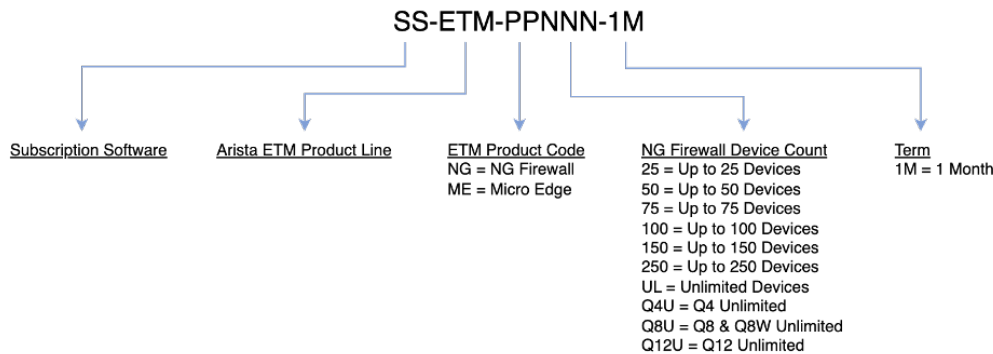 SS-ETM-PPNNN-1M
Subscription Software
Arista ETM Product Line
ETM Product Code
NG = NG Firewall
ME = Micro Edge
NG Firewall Device Count
25 = Up to 25 Devices
50 = Up to 50 Devices
75 = Up to 75 Devices
100 = Up to 100 Devices
150 = Up to 150 Devices
250 = Up to 250 Devices
UL = Unlimited Devices
Q4U = Q4 Unlimited
Q8U = Q8 & Q8W Unlimited
Q12U = Q12 Unlimited
Term
1M = 1 Month